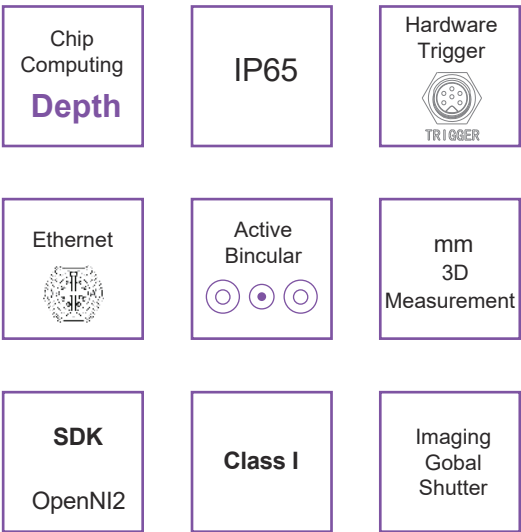 Chip
Computing
Depth
IP65
Hardware
Trigger
TRIGGER
Ethernet
Active
Bincular
mm
3D
Measurement
SDK
OpenNI2
Class I
Imaging
Gobal
Shutter